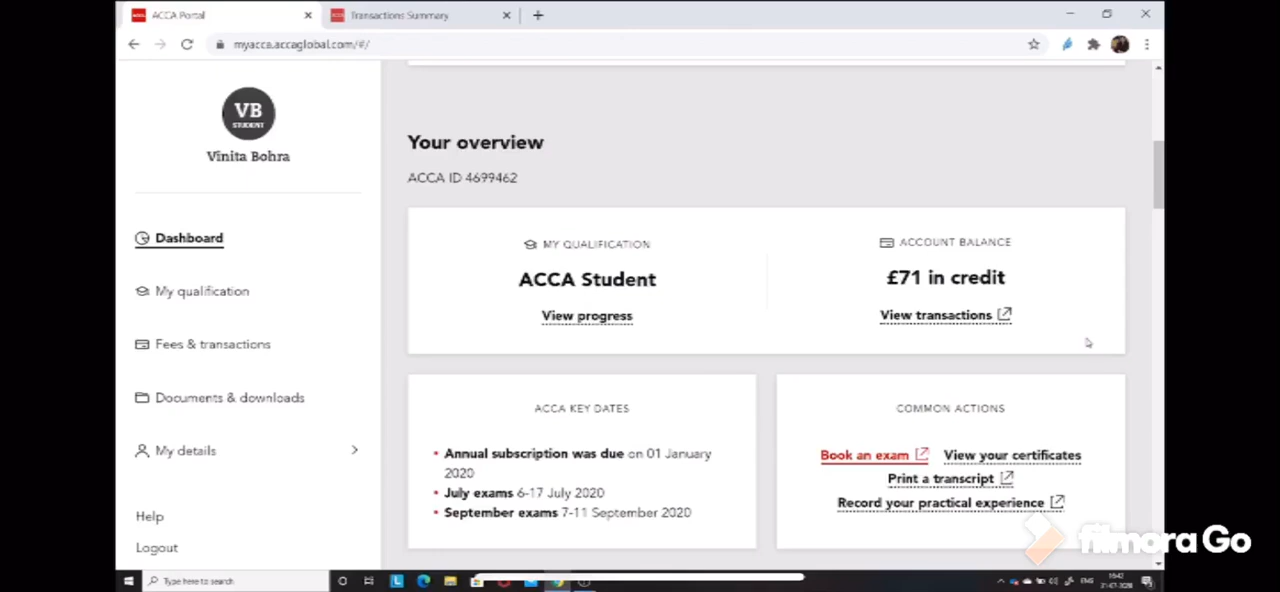 ACCA Portal
Transactions Summary
myacca.accaglobal.com/#/
VB
STUDENT
Vinita Bohra
Dashboard
My qualification
Fees & transactions
Documents & downloads
My details
Help
Logout
Your overview
ACCA ID 4699462
MY QUALIFICATION
ACCA Student
View progress
ACCOUNT BALANCE
£71 in credit
View transactions
ACCA KEY DATES
Annual subscription was due on 01 January
2020
July exams 6-17 July 2020
September exams 7-11 September 2020
COMMON ACTIONS
Book an exam View your certificates
Print a transcript
Record your practical experience
filmora Go
Type here to search
ENG